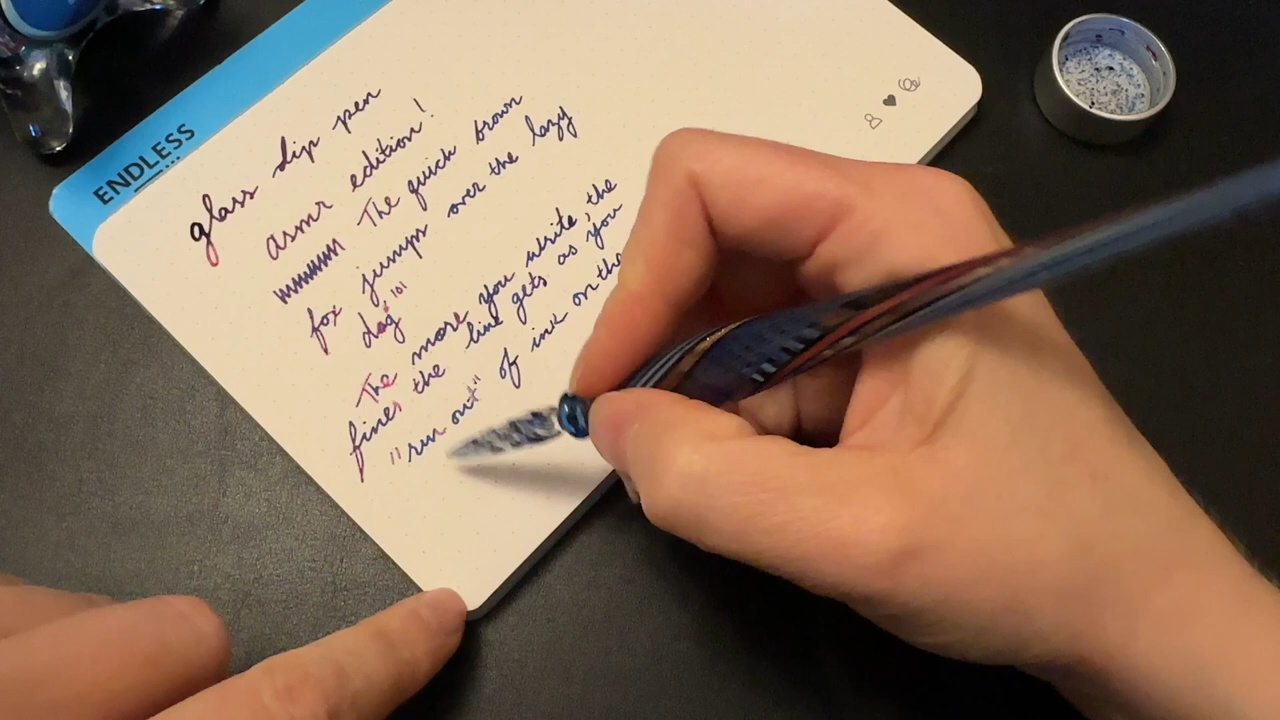 ENDLESS
glass dip pen
asmr edition!
The quick brown
fox jumps over the lazy
dog"
The more you write, the
fines the line gets as you
"run out" of ink on the